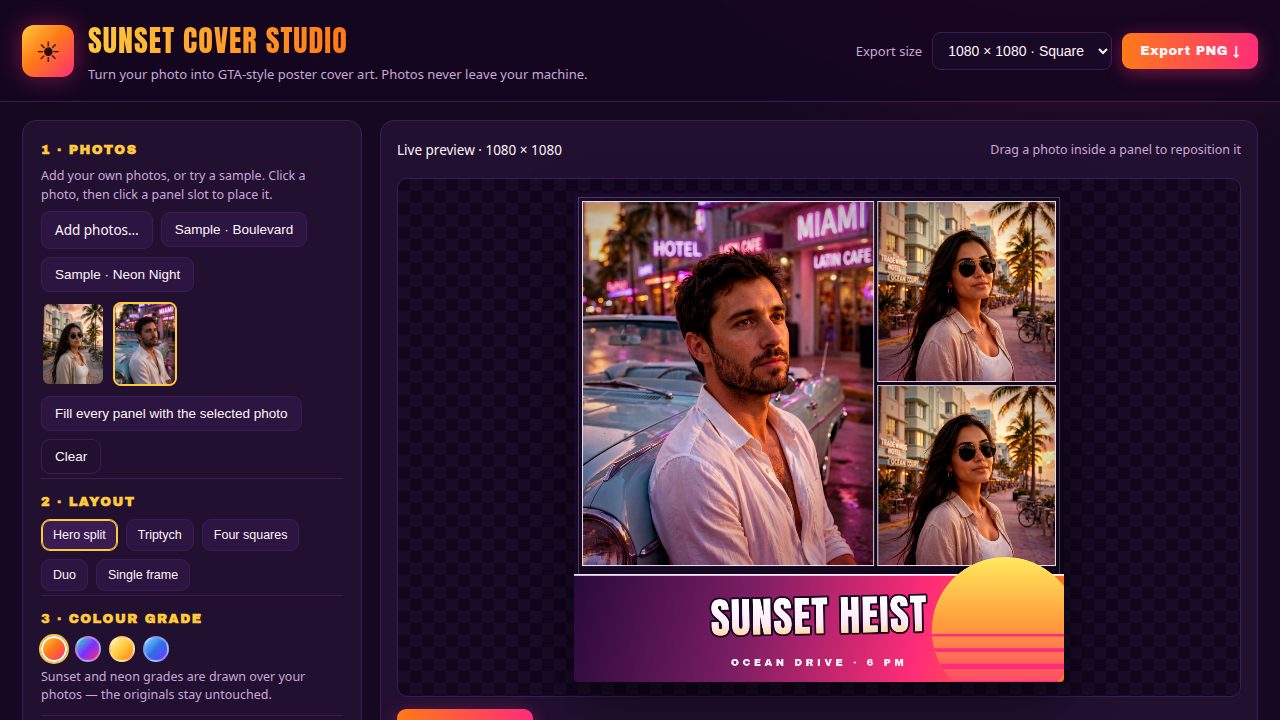 SUNSET COVER STUDIO
Turn your photo into GTA-style poster cover art. Photos never leave your machine.
Export size
1080 × 1080 · Square
Export PNG ↓
1 · PHOTOS
Add your own photos, or try a sample. Click a
photo, then click a panel slot to place it.
Add photos…
Sample · Boulevard
Sample · Neon Night
MIAMI
Fill every panel with the selected photo
Clear
2 · LAYOUT
Hero split
Triptych
Four squares
Duo
Single frame
3 · COLOUR GRADE
Sunset and neon grades are drawn over your
photos — the originals stay untouched.
Live preview · 1080 × 1080
Drag a photo inside a panel to reposition it
MIAMI
HOTEL
LATIN CAFE
LATIN CAFE
HOTEL
OCEAN DRIVE · 6 PM
SUNSET HEIST